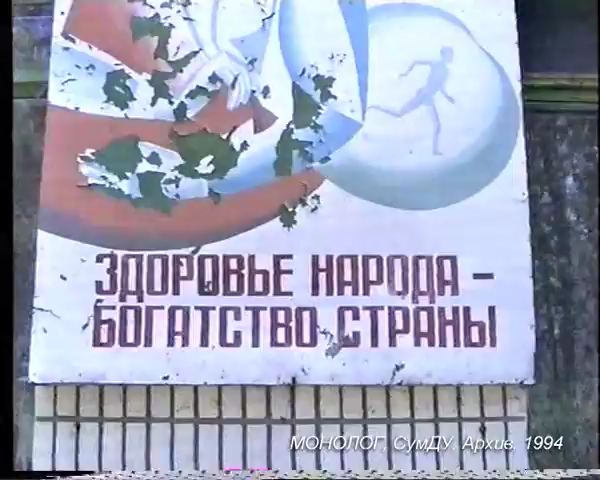 ЗДОРОВЬЕ НАРОДА –
БОГАТСТВО СТРАНЫ
МОНОЛОГ, СумДУ, Архив, 1994